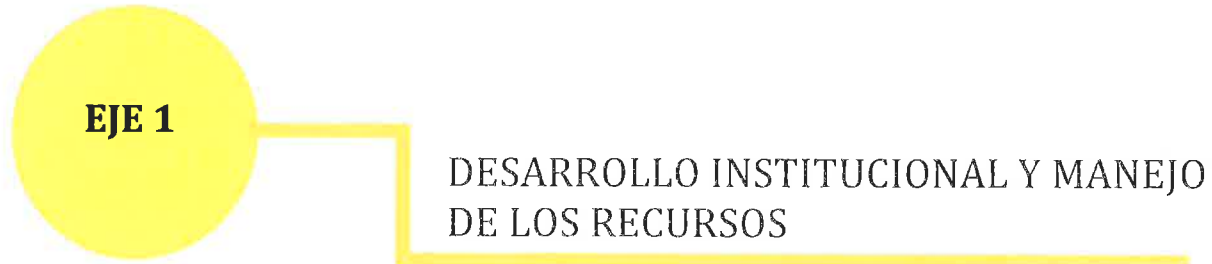 EJE 1
DESARROLLO INSTITUCIONAL Y MANEJO
DE LOS RECURSOS